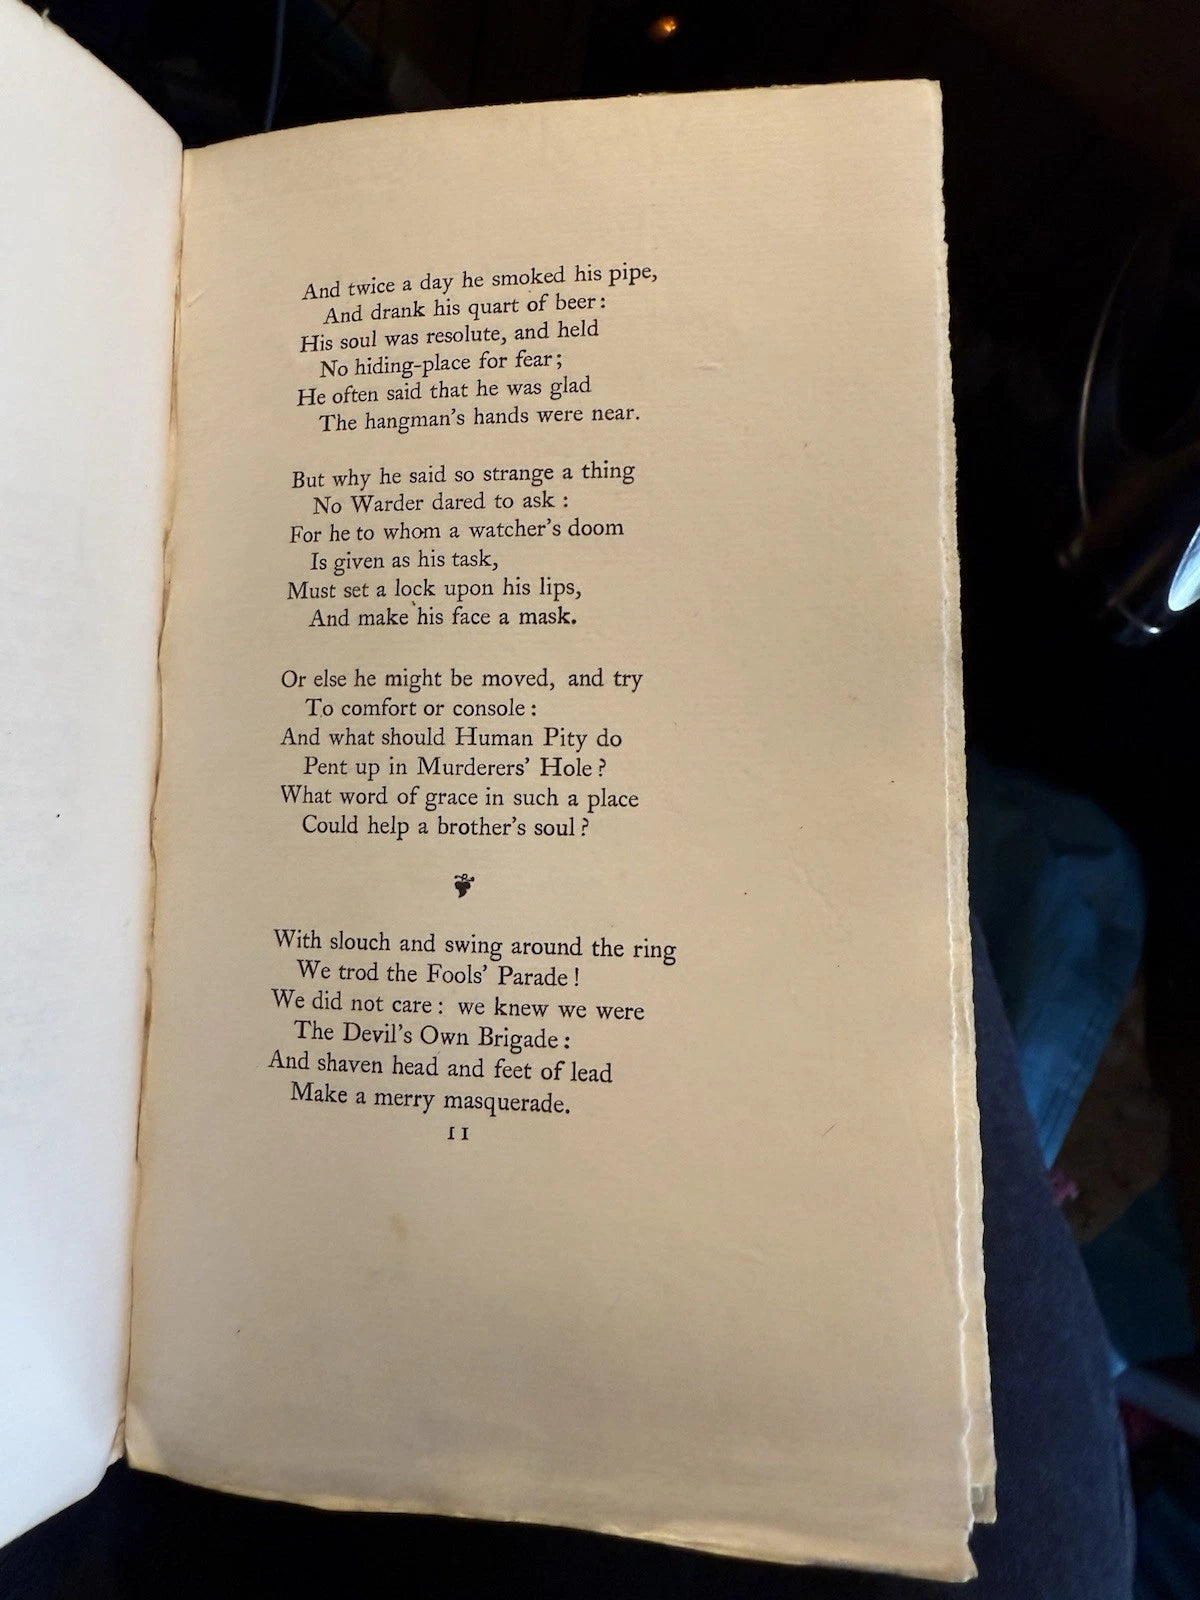 And twice a day he smoked his pipe,
And drank his quart of beer:
His soul was resolute, and held
No hiding-place for fear;
He often said that he was glad
The hangman's hands were near.
But why he said so strange a thing
No Warder dared to ask:
For he to whom a watcher's doom
Is given as his task,
Must set a lock upon his lips,
And make his face a mask.
Or else he might be moved, and try
To comfort or console:
And what should Human Pity do
Pent up in Murderers' Hole?
What word of grace in such a place
Could help a brother's soul?
With slouch and swing around the ring
We trod the Fools' Parade!
We did not care: we knew we were
The Devil's Own Brigade:
And shaven head and feet of lead
Make a merry masquerade.
11